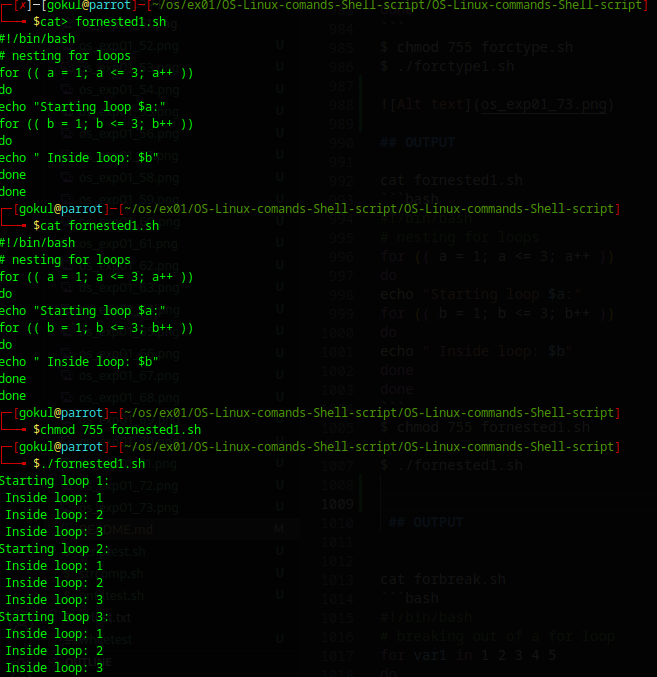 ┌─[✗]─[gokul@parrot]─[~/os/ex01/OS-Linux-comands-Shell-script/OS-Linux-commands-Shell-script]
└──╼ $cat> fornested1.sh
#!/bin/bash
# nesting for loops
for (( a = 1; a <= 3; a++ ))
do
echo "Starting loop $a:"
for (( b = 1; b <= 3; b++ ))
do
echo " Inside loop: $b"
done
done
┌─[gokul@parrot]─[~/os/ex01/OS-Linux-comands-Shell-script/OS-Linux-commands-Shell-script]
└──╼ $cat fornested1.sh
#!/bin/bash
# nesting for loops
for (( a = 1; a <= 3; a++ ))
do
echo "Starting loop $a:"
for (( b = 1; b <= 3; b++ ))
do
echo " Inside loop: $b"
done
done
┌─[gokul@parrot]─[~/os/ex01/OS-Linux-comands-Shell-script/OS-Linux-commands-Shell-script]
└──╼ $chmod 755 fornested1.sh
┌─[gokul@parrot]─[~/os/ex01/OS-Linux-comands-Shell-script/OS-Linux-commands-Shell-script]
└──╼ $./fornested1.sh
Starting loop 1:
 Inside loop: 1
 Inside loop: 2
 Inside loop: 3
Starting loop 2:
 Inside loop: 1
 Inside loop: 2
 Inside loop: 3
Starting loop 3:
 Inside loop: 1
 Inside loop: 2
 Inside loop: 3
984 ```
985 $ chmod 755 forctype.sh
986 $ ./forctype1.sh
987
988 ![Alt text](os_exp01_73.png)
989
990 ## OUTPUT
991
992 cat fornested1.sh
bash
# nesting for loops
for (( a = 1; a <= 3; a++ ))
do
998 echo "Starting loop $a:"
999 for (( b = 1; b <= 3; b++ ))
1000 do
1001 echo " Inside loop: $b"
1002 done
done
$ chmod 755 fornested1.sh
1007 $ ./fornested1.sh
1008
1009
1010 ## OUTPUT
1011
1012
1013 cat forbreak.sh
1014 ```bash
1015 #!/bin/bash
1016 # breaking out of a for loop
1017 for var1 in 1 2 3 4 5
do